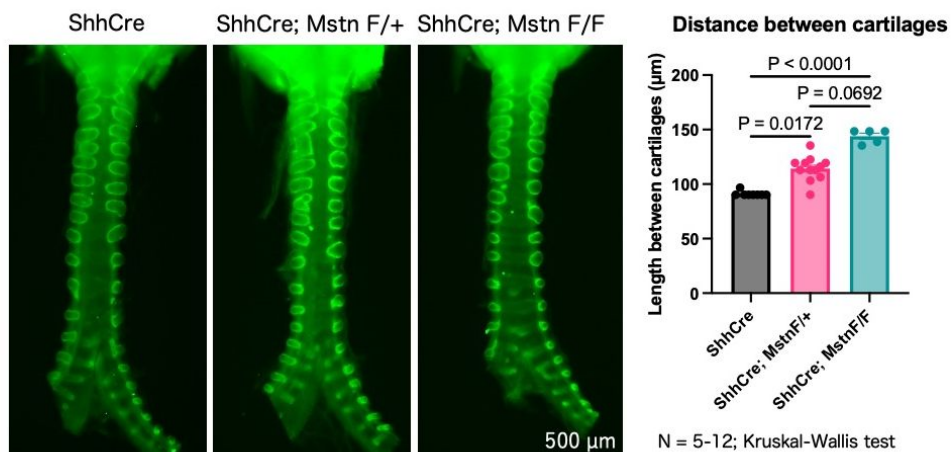 ShhCre
ShhCre; Mstn F/+
ShhCre; Mstn F/F
500 µm
Distance between cartilages
Length between cartilages (µm)
200
150
100
50
0
P < 0.0001
P = 0.0692
P = 0.0172
ShhCre
ShhCre; MstnF/+
ShhCre; MstnF/F
N = 5-12; Kruskal-Wallis test